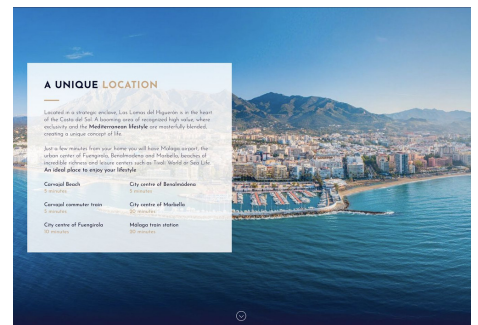 A UNIQUE LOCATION
Located in a strategic enclave, Las Lomas del Higuerón is in the heart
of the Costa del Sol. A booming area of recognized high value, where
exclusivity and the Mediterranean lifestyle are masterfully blended,
creating a unique concept of life.
Just a few minutes from your home you will have Malaga airport, the
urban center of Fuengirola, Benalmadena and Marbella, beaches of
incredible richness and leisure centers such as Tivoli World or Sea Life.
An ideal place to enjoy your lifestyle
Carvajal Beach
5 minutes
City centre of Benalmadena
5 minutes
Carvajal commuter train
5 minutes
City centre of Marbella
20 minutes
City centre of Fuengirola
10 minutes
Malaga train station
20 minutes